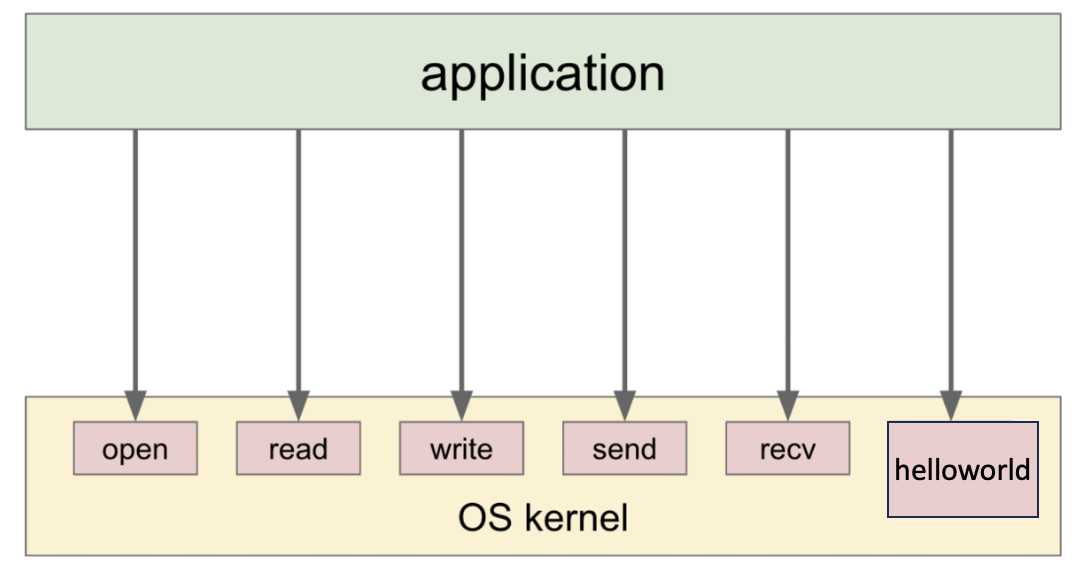 application
open
read
write
send
recv
helloworld
OS kernel